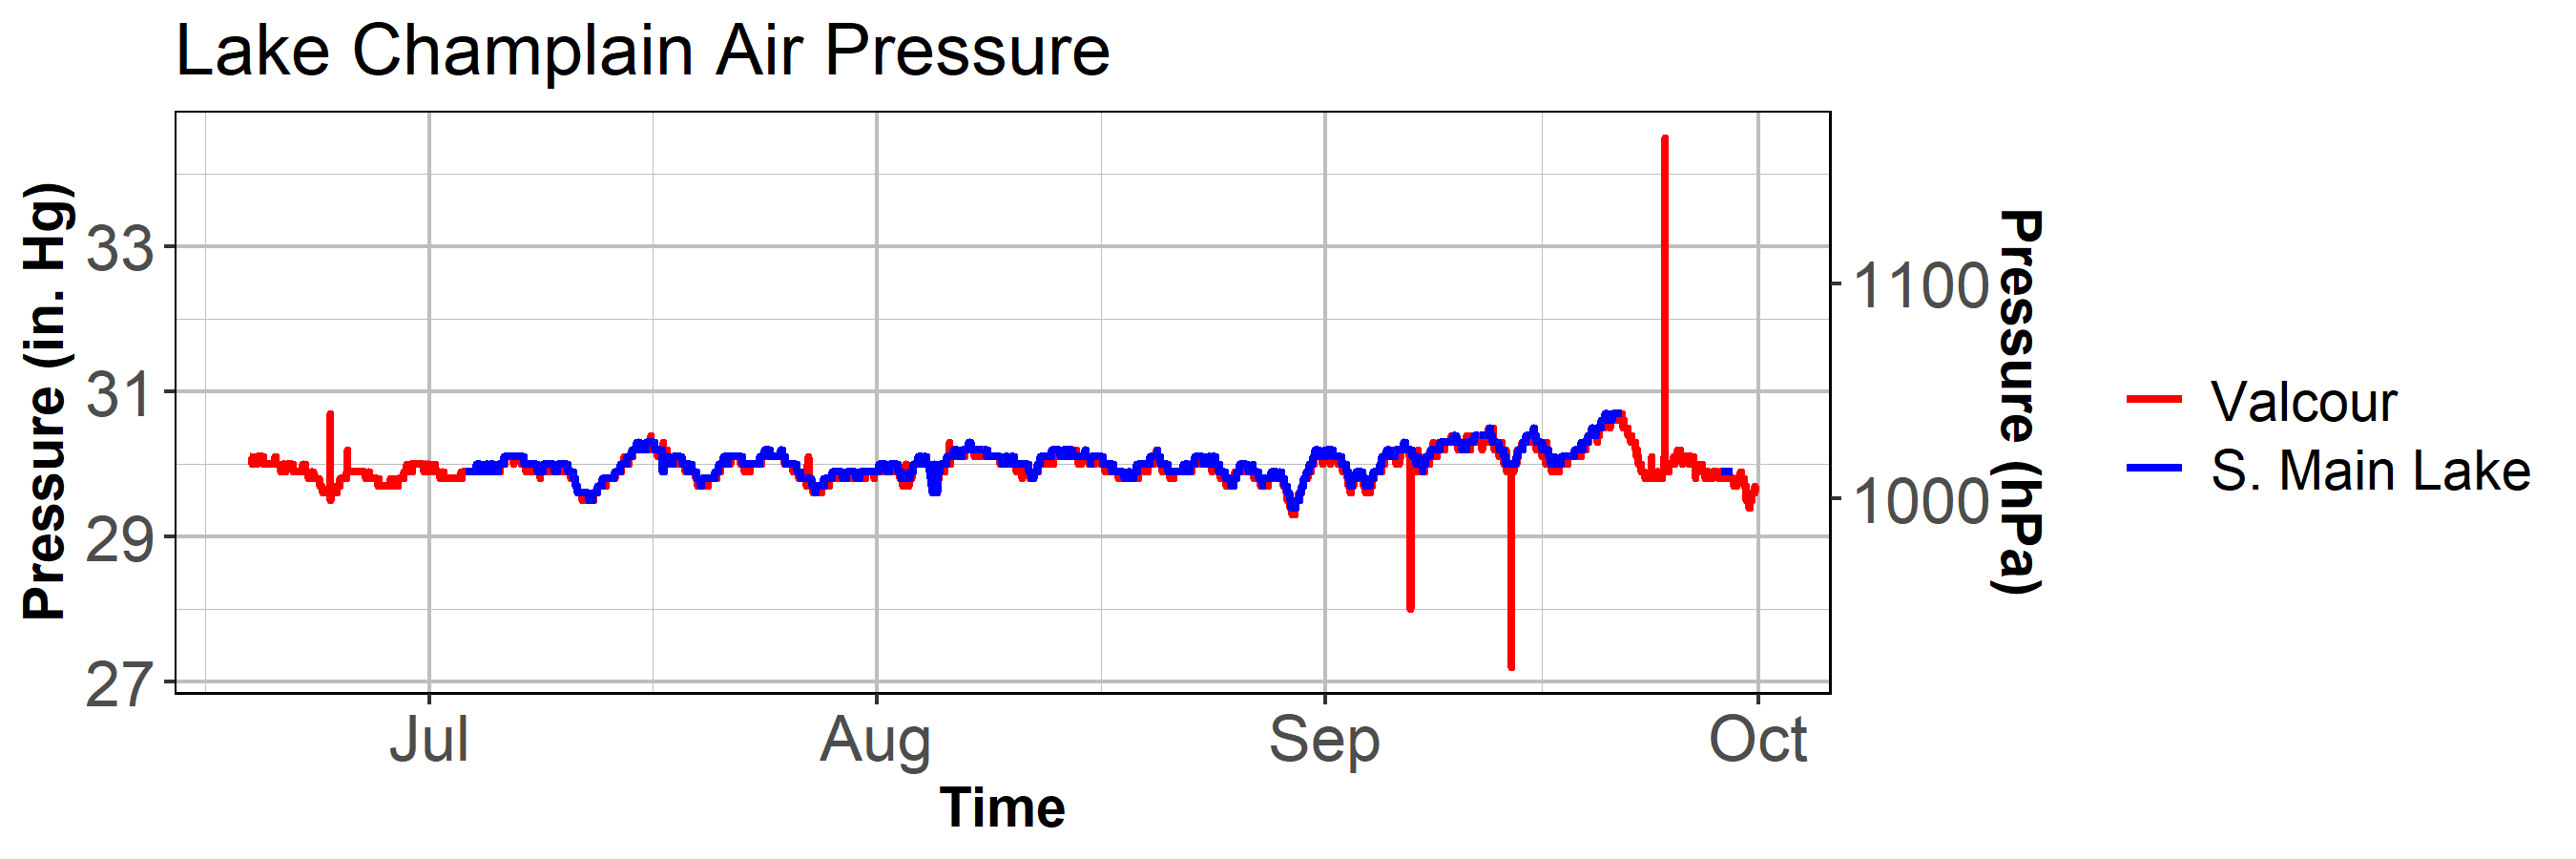 Lake Champlain Air Pressure
Pressure (in. Hg)
33
31
29
27
1100
1000
Pressure (hPa)
Valcour
S. Main Lake
Jul Aug Sep Oct
Time